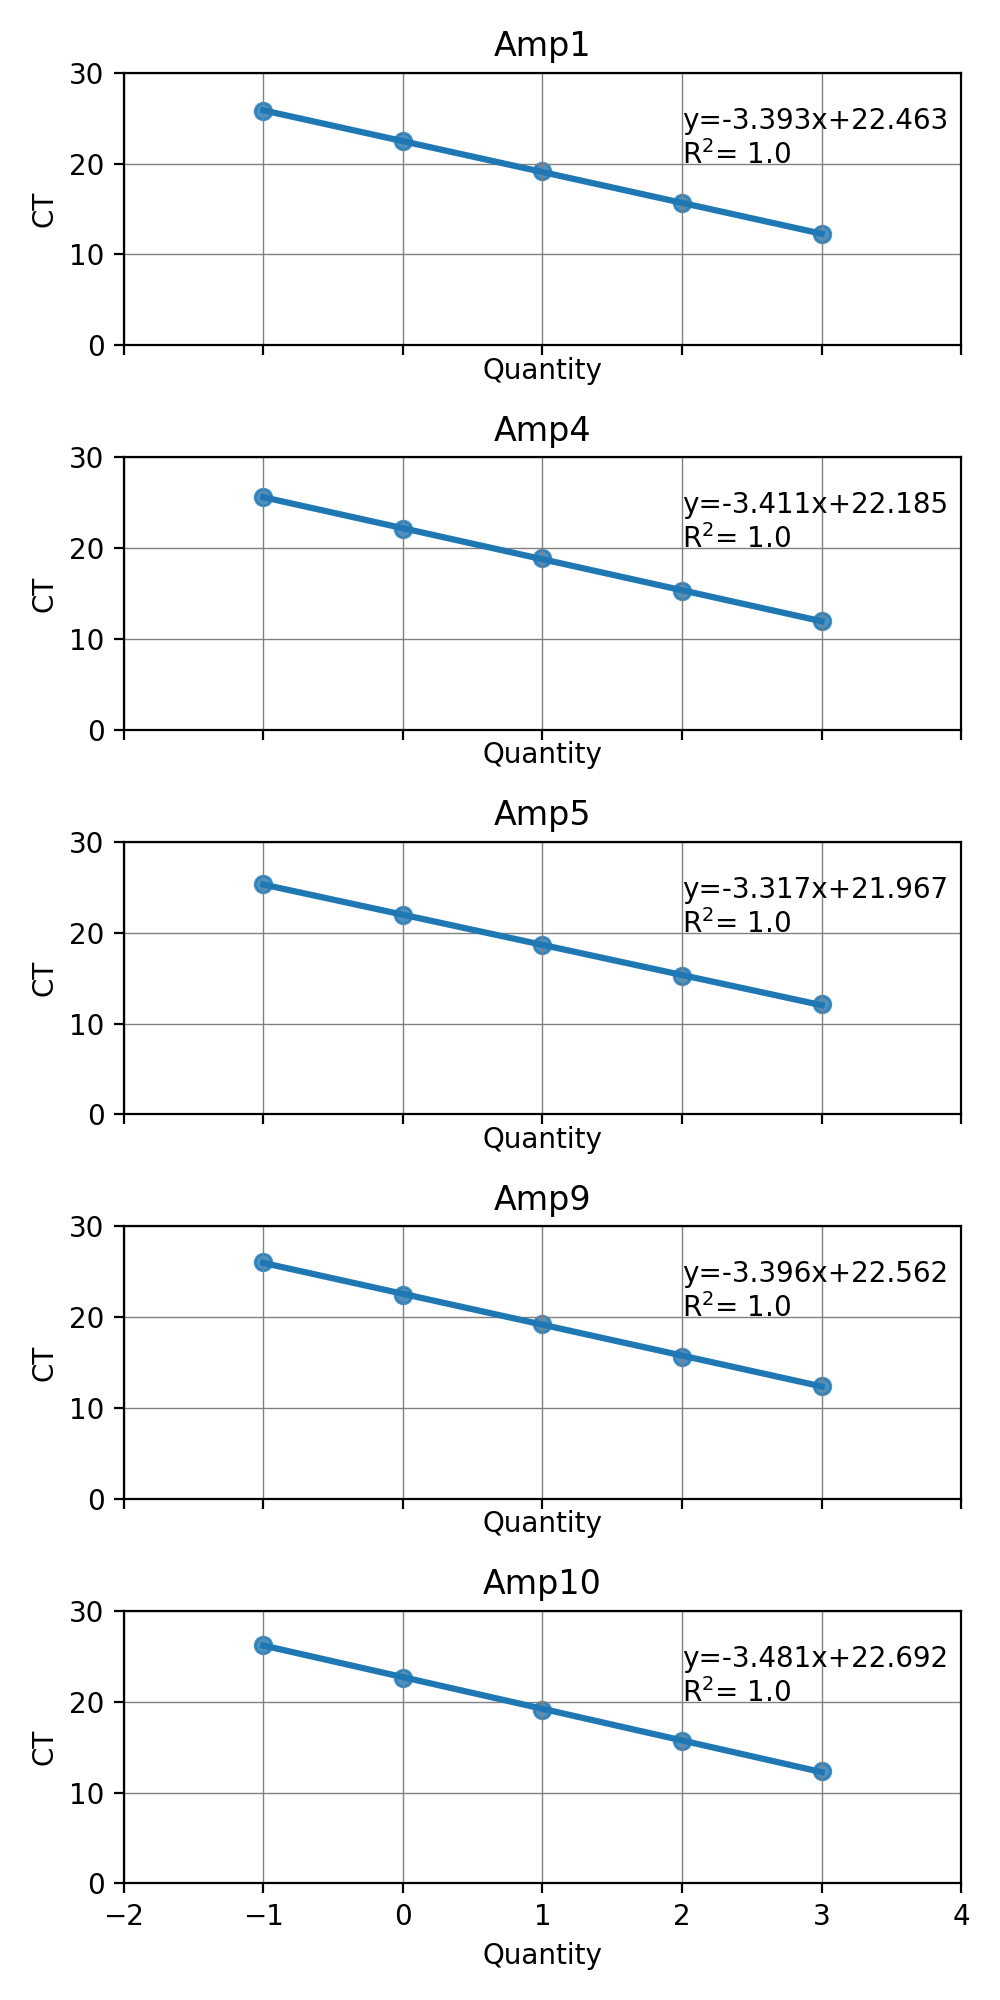 Amp1
30
20
10
0
CT
y=-3.393x+22.463
R²= 1.0
Quantity
Amp4
30
20
10
0
CT
y=-3.411x+22.185
R²= 1.0
Quantity
Amp5
30
20
10
0
CT
y=-3.317x+21.967
R²= 1.0
Quantity
Amp9
30
20
10
0
CT
y=-3.396x+22.562
R²= 1.0
Quantity
Amp10
30
20
10
0
CT
y=-3.481x+22.692
R²= 1.0
−2 −1 0 1 2 3 4
Quantity